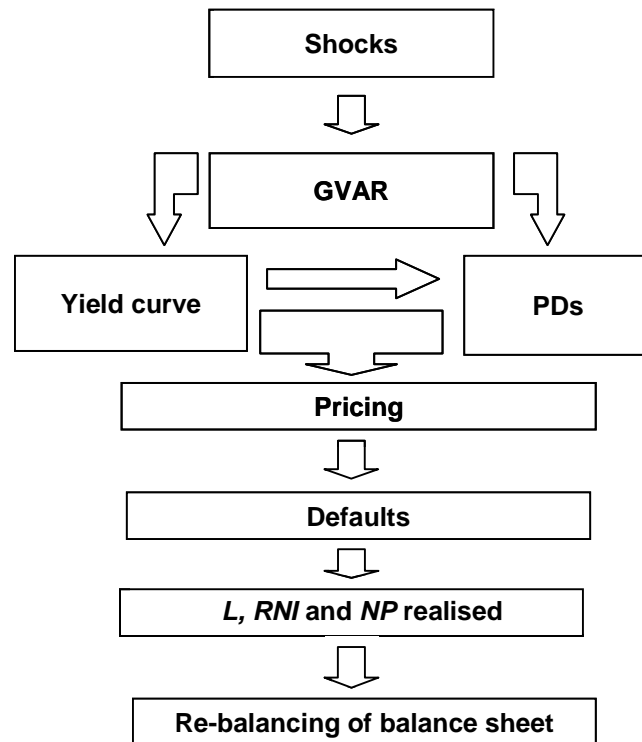 Shocks
GVAR
Yield curve
PDs
Pricing
Defaults
L, RNI and NP realised
Re-balancing of balance sheet